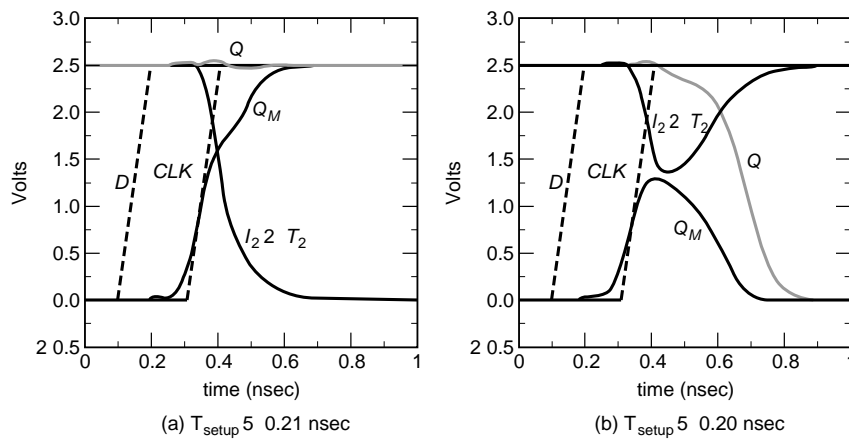 3.0
2.5
2.0
1.5
1.0
0.5
0.0
2 0.5
Volts
Q
Q_M
D
CLK
I_2 2 T_2
0
0.2
0.4
0.6
0.8
1
time (nsec)
(a) T_setup 5 0.21 nsec
3.0
2.5
2.0
1.5
1.0
0.5
0.0
2 0.5
Volts
I_2 2 T_2
Q
D
CLK
Q_M
0
0.2
0.4
0.6
0.8
1
time (nsec)
(b) T_setup 5 0.20 nsec